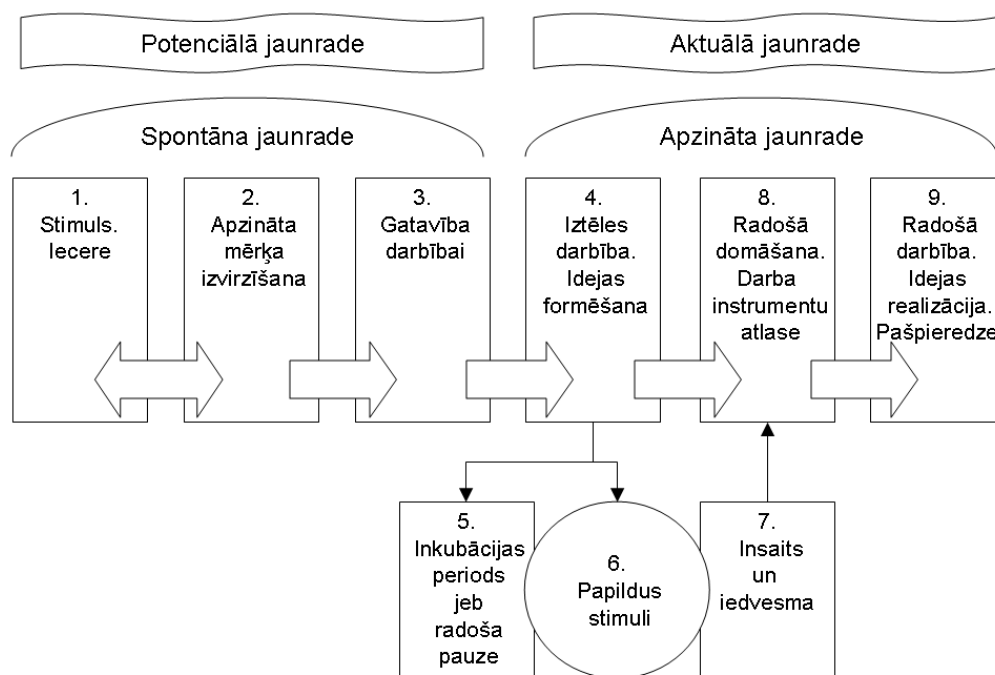 Potenciālā jaunrade
Aktuālā jaunrade
Spontāna jaunrade
Apzināta jaunrade
1.
Stimuls.
Iecere
2.
Apzināta
mērķa
izvirzīšana
3.
Gatavība
darbībai
4.
Iztēles
darbība.
Idejas
formēšana
8.
Radošā
domāšana.
Darba
instrumentu
atlase
9.
Radošā
darbība.
Idejas
realizācija.
Pašpieredze
5.
Inkubācijas
periods
jeb
radoša
pauze
6.
Papildus
stimuli
7.
Insaits
un
iedvesma